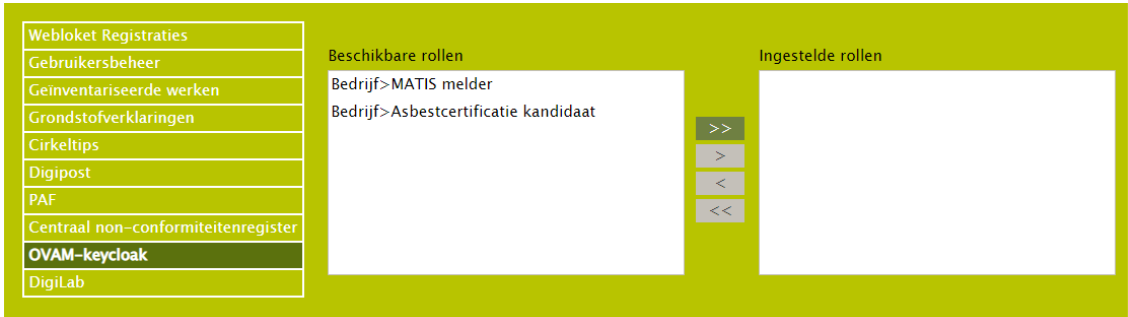 Webloket Registraties
Gebruikersbeheer
Geïnventariseerde werken
Grondstofverklaringen
Cirkeltips
Digipost
PAF
Centraal non-conformiteitenregister
OVAM-keycloak
DigiLab
Beschikbare rollen
Bedrijf>MATIS melder
Bedrijf>Asbestcertificatie kandidaat
>>
>
<
<<
Ingestelde rollen